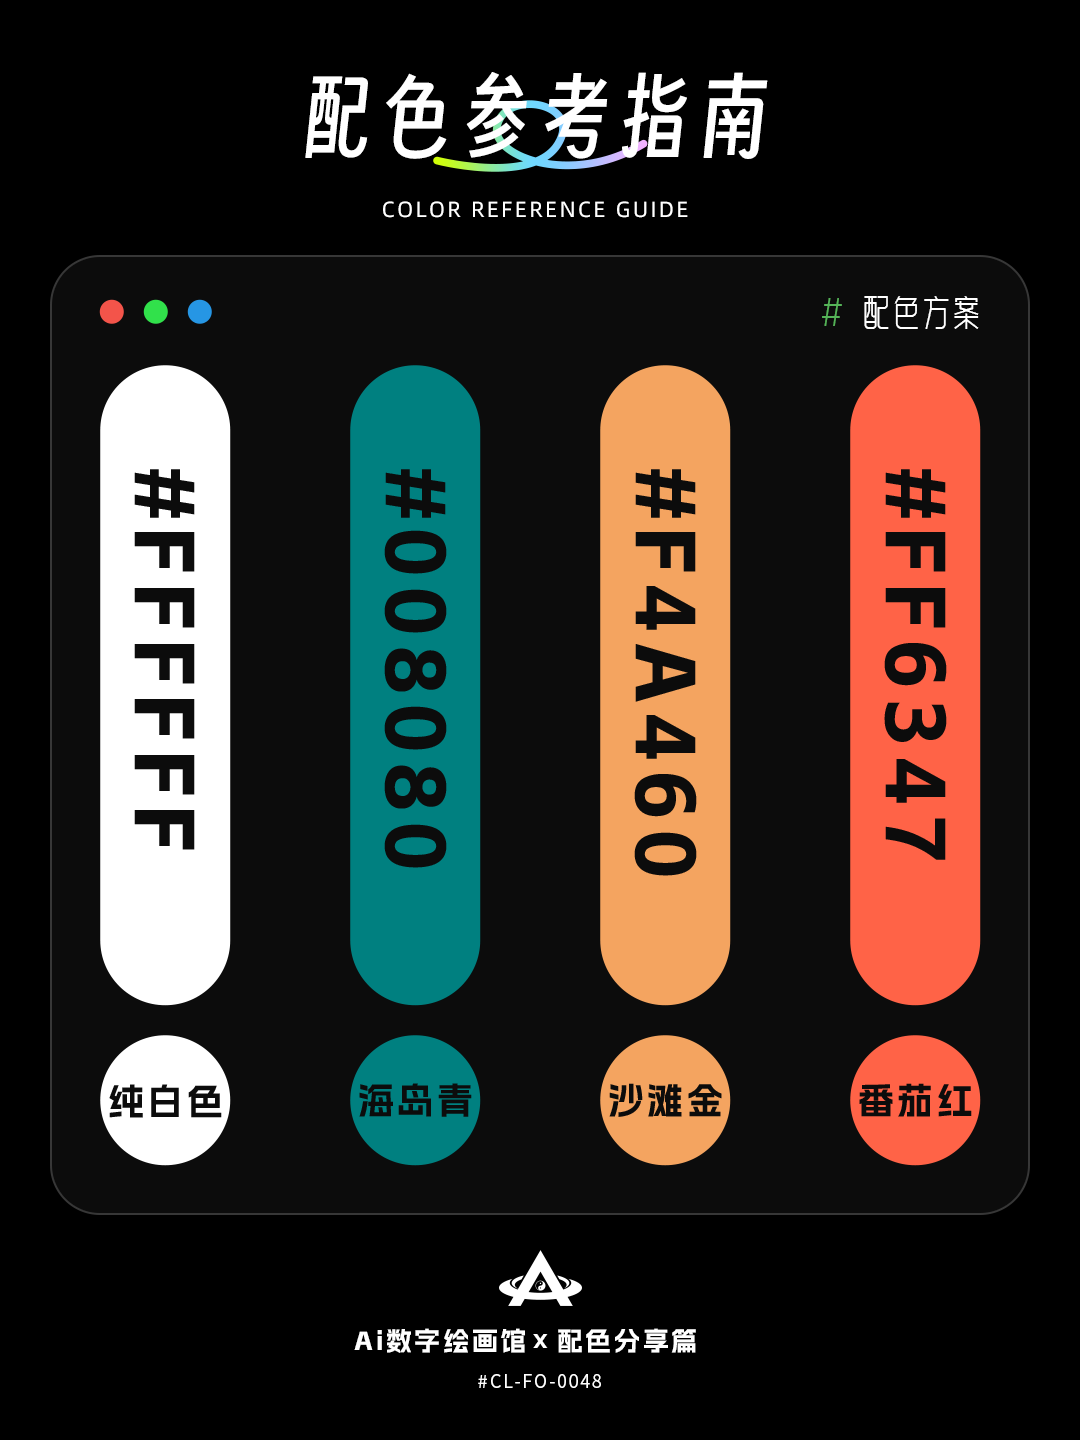 配色参考指南
COLOR REFERENCE GUIDE
# 配色方案
#FFFFFF
#008080
#F4A460
#FF6347
纯白色
海岛青
沙滩金
番茄红
Ai数字绘画馆 x 配色分享篇
#CL-FO-0048